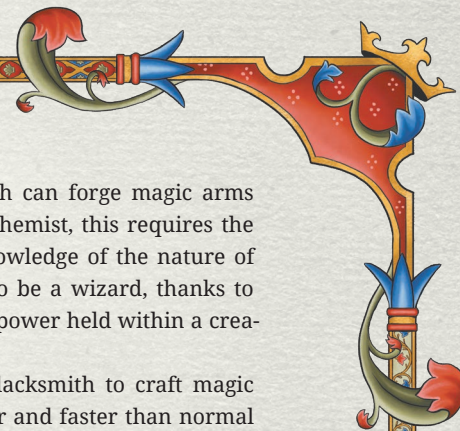 h can forge magic arms
hemist, this requires the
owledge of the nature of
o be a wizard, thanks to
power held within a crea-
lacksmith to craft magic
r and faster than normal